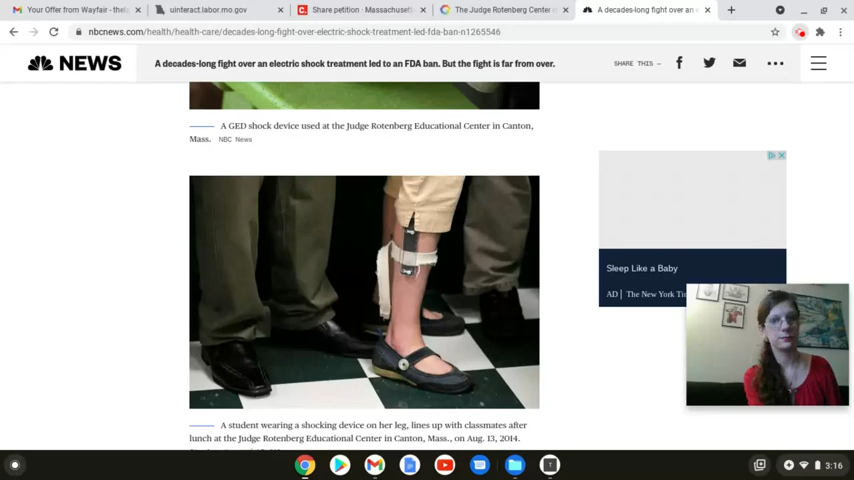 Your Offer from Wayfair - thela
uinteract.labor.mo.gov
Share petition · Massachusett
The Judge Rotenberg Center is
A decades-long fight over an e
nbcnews.com/health/health-care/decades-long-fight-over-electric-shock-treatment-led-fda-ban-n1265546
NEWS
A decades-long fight over an electric shock treatment led to an FDA ban. But the fight is far from over.
SHARE THIS —
A GED shock device used at the Judge Rotenberg Educational Center in Canton,
Mass. NBC News
Sleep Like a Baby
AD | The New York Tim
A student wearing a shocking device on her leg, lines up with classmates after
lunch at the Judge Rotenberg Educational Center in Canton, Mass., on Aug. 13, 2014.
3:16